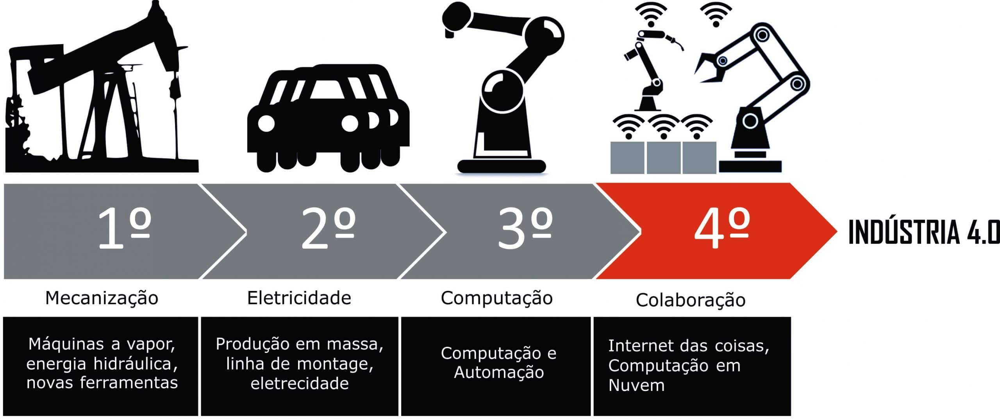 1º
2º
3º
4º
INDÚSTRIA 4.0
Mecanização
Eletricidade
Computação
Colaboração
Máquinas a vapor,
energia hidráulica,
novas ferramentas
Produção em massa,
linha de montage,
eletrecidade
Computação e
Automação
Internet das coisas,
Computação em
Nuvem